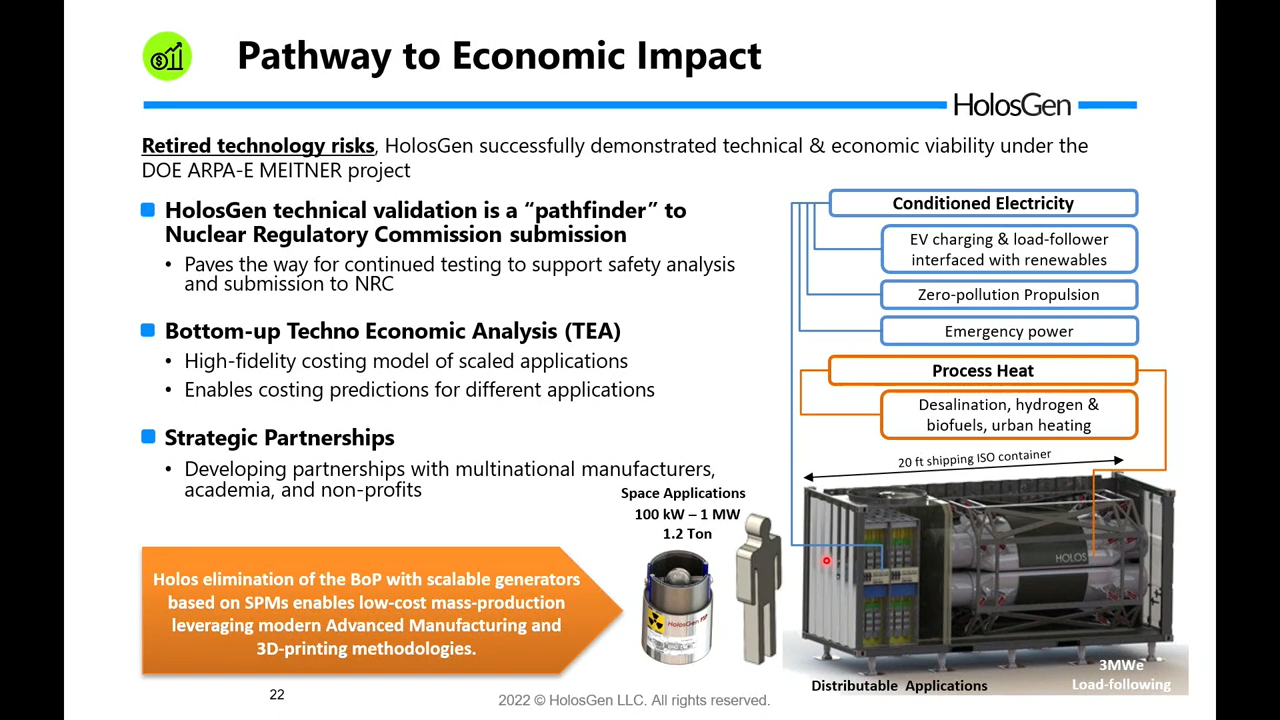 Pathway to Economic Impact
HolosGen
Retired technology risks, HolosGen successfully demonstrated technical & economic viability under the
DOE ARPA-E MEITNER project
HolosGen technical validation is a “pathfinder” to
Nuclear Regulatory Commission submission
• Paves the way for continued testing to support safety analysis
and submission to NRC
Bottom-up Techno Economic Analysis (TEA)
• High-fidelity costing model of scaled applications
• Enables costing predictions for different applications
Strategic Partnerships
• Developing partnerships with multinational manufacturers,
academia, and non-profits
Conditioned Electricity
EV charging & load-follower
interfaced with renewables
Zero-pollution Propulsion
Emergency power
Process Heat
Desalination, hydrogen &
biofuels, urban heating
20 ft shipping ISO container
Space Applications
100 kW – 1 MW
1.2 Ton
HolosGen
HOLOS
Holos elimination of the BoP with scalable generators
based on SPMs enables low-cost mass-production
leveraging modern Advanced Manufacturing and
3D-printing methodologies.
3MWe
Load-following
Distributable Applications
22
2022 © HolosGen LLC. All rights reserved.